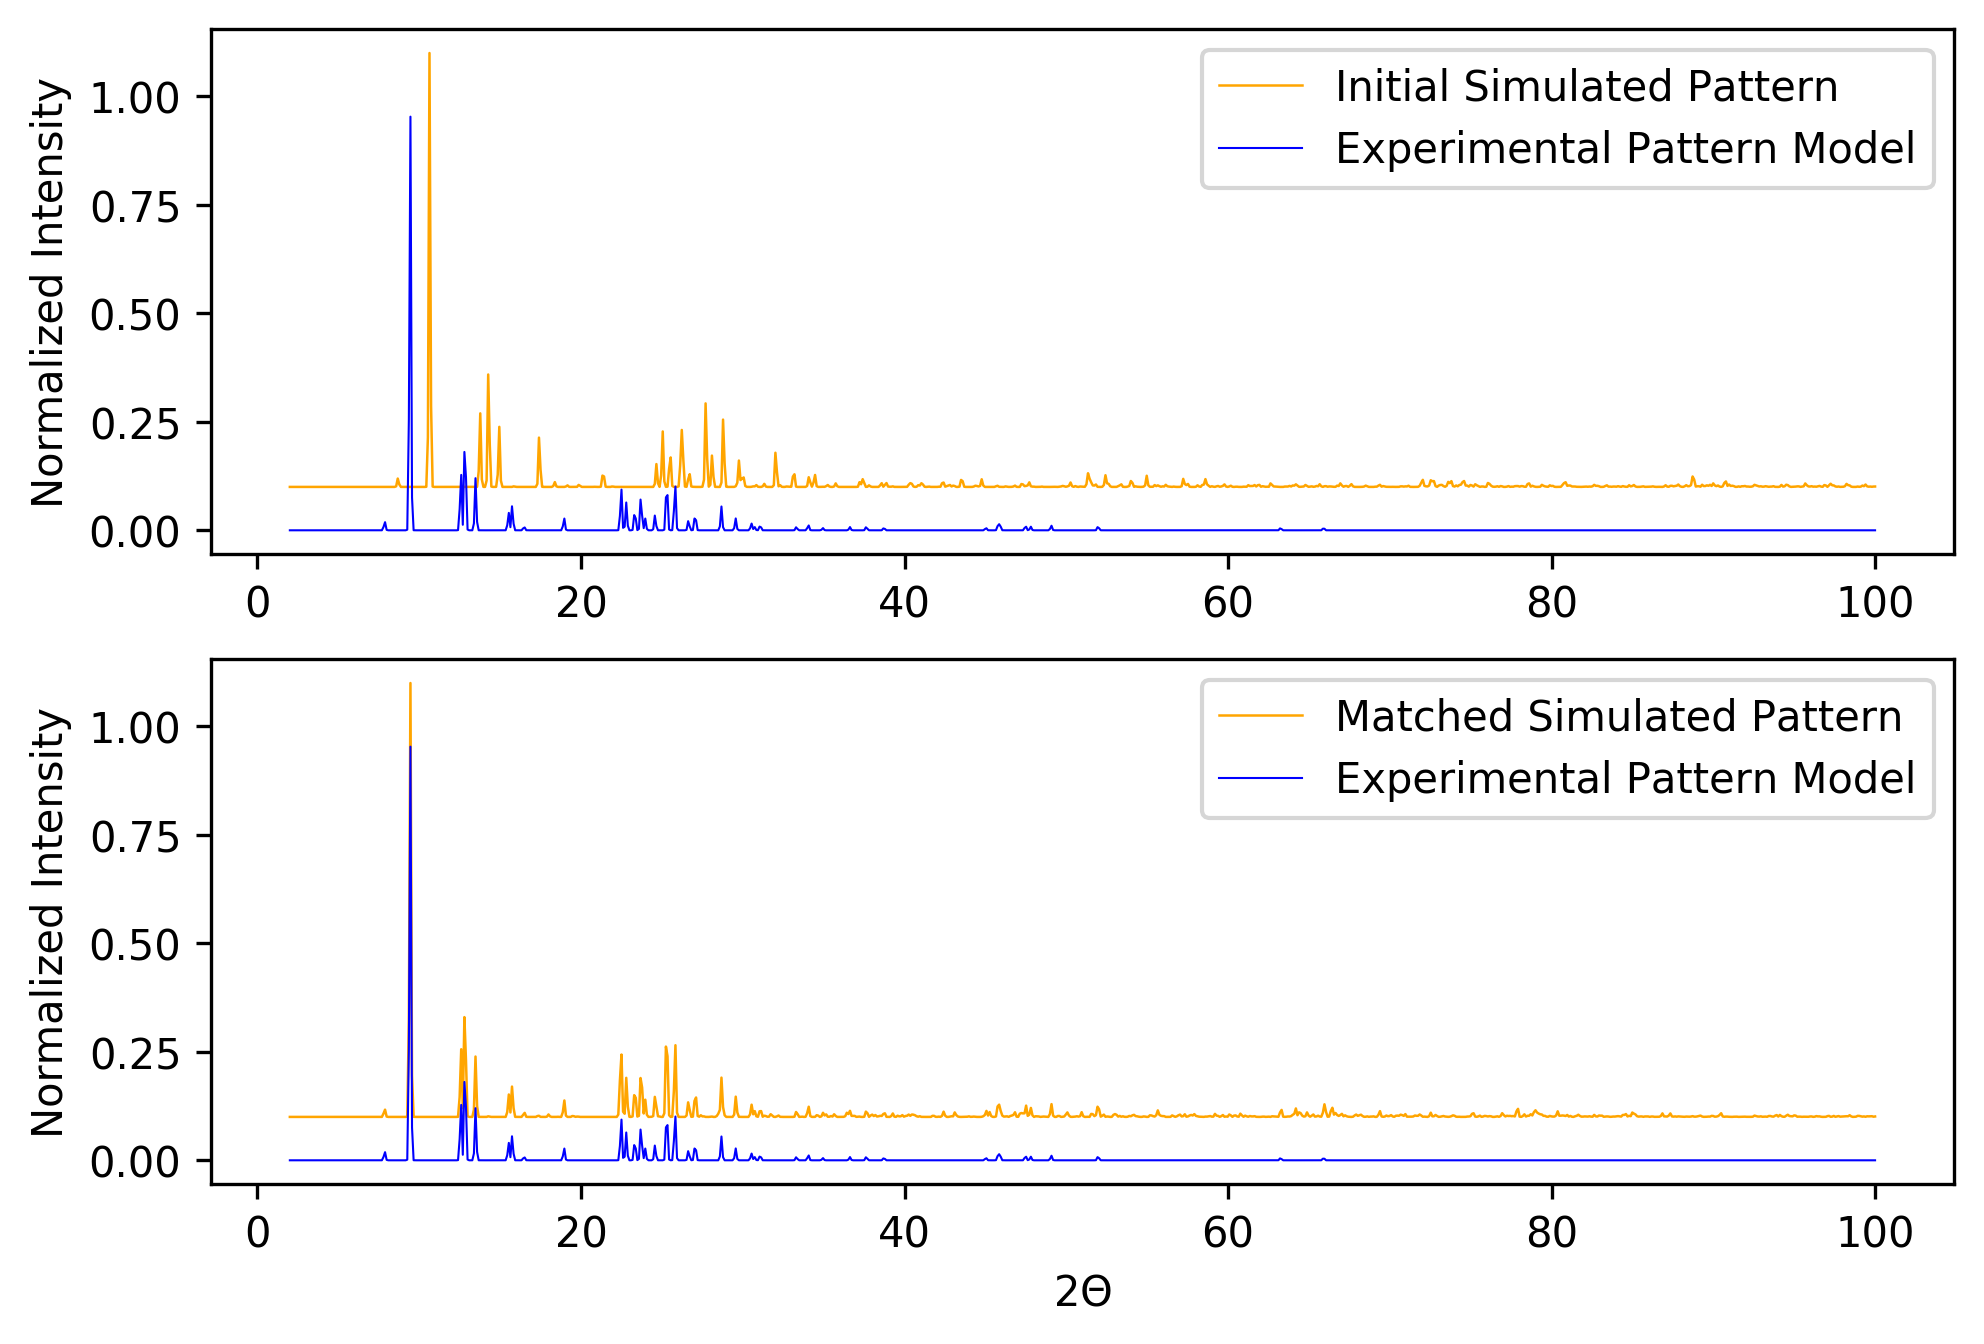 Normalized Intensity
1.00
0.75
0.50
0.25
0.00
0 20 40 60 80 100
Initial Simulated Pattern
Experimental Pattern Model
Normalized Intensity
1.00
0.75
0.50
0.25
0.00
0 20 40 60 80 100
Matched Simulated Pattern
Experimental Pattern Model
2Θ